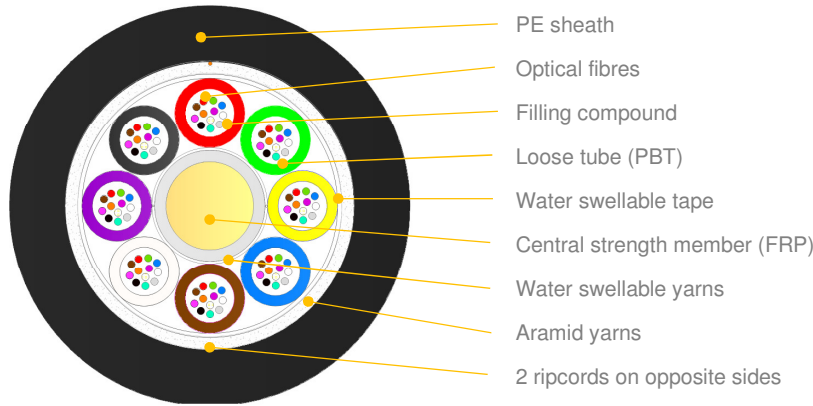 PE sheath
Optical fibres
Filling compound
Loose tube (PBT)
Water swellable tape
Central strength member (FRP)
Water swellable yarns
Aramid yarns
2 ripcords on opposite sides